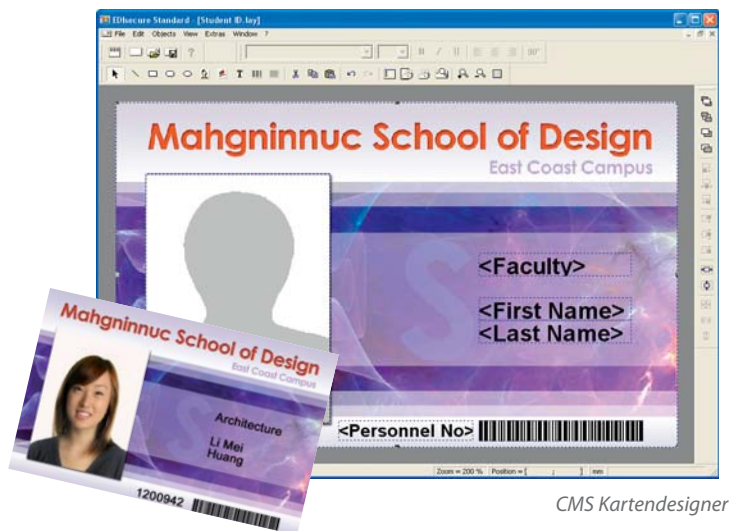 EDIsecure Standard - [Student ID.lay]
File Edit Objects View Extras Window ?
Mahgninnuc School of Design
East Coast Campus
<Faculty>
<First Name>
<Last Name>
<Personnel No>
Zoom = 200 % Position = [ ; ] mm
Mahgninnuc School of Design
East Coast Campus
Architecture
Li Mei
Huang
1200942
CMS Kartendesigner